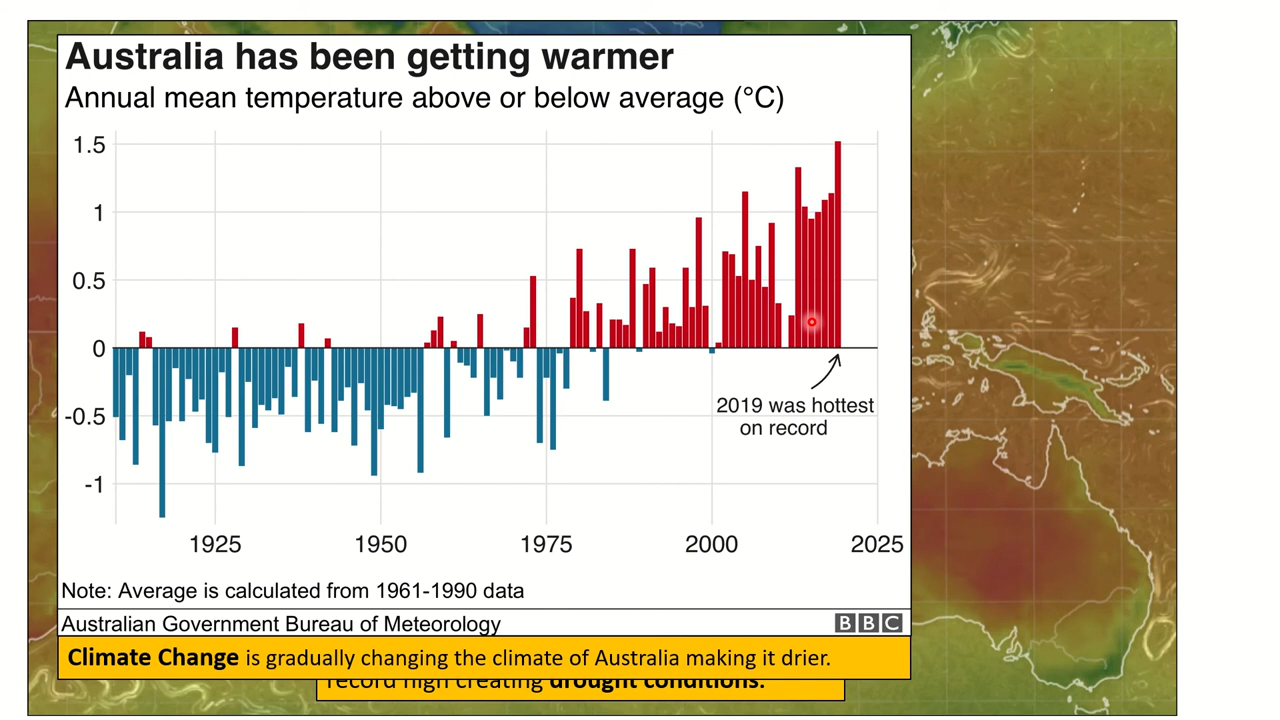 Australia has been getting warmer
Annual mean temperature above or below average (°C)
1.5
1
0.5
0
-0.5
-1
2019 was hottest
on record
1925 1950 1975 2000 2025
Note: Average is calculated from 1961-1990 data
Australian Government Bureau of Meteorology BBC
Climate Change is gradually changing the climate of Australia making it drier.
record high creating drought conditions.